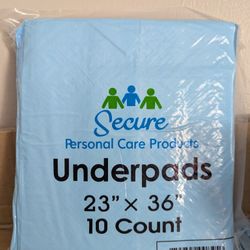 Secure
Personal Care Products
Underpads
23" × 36"
10 Count